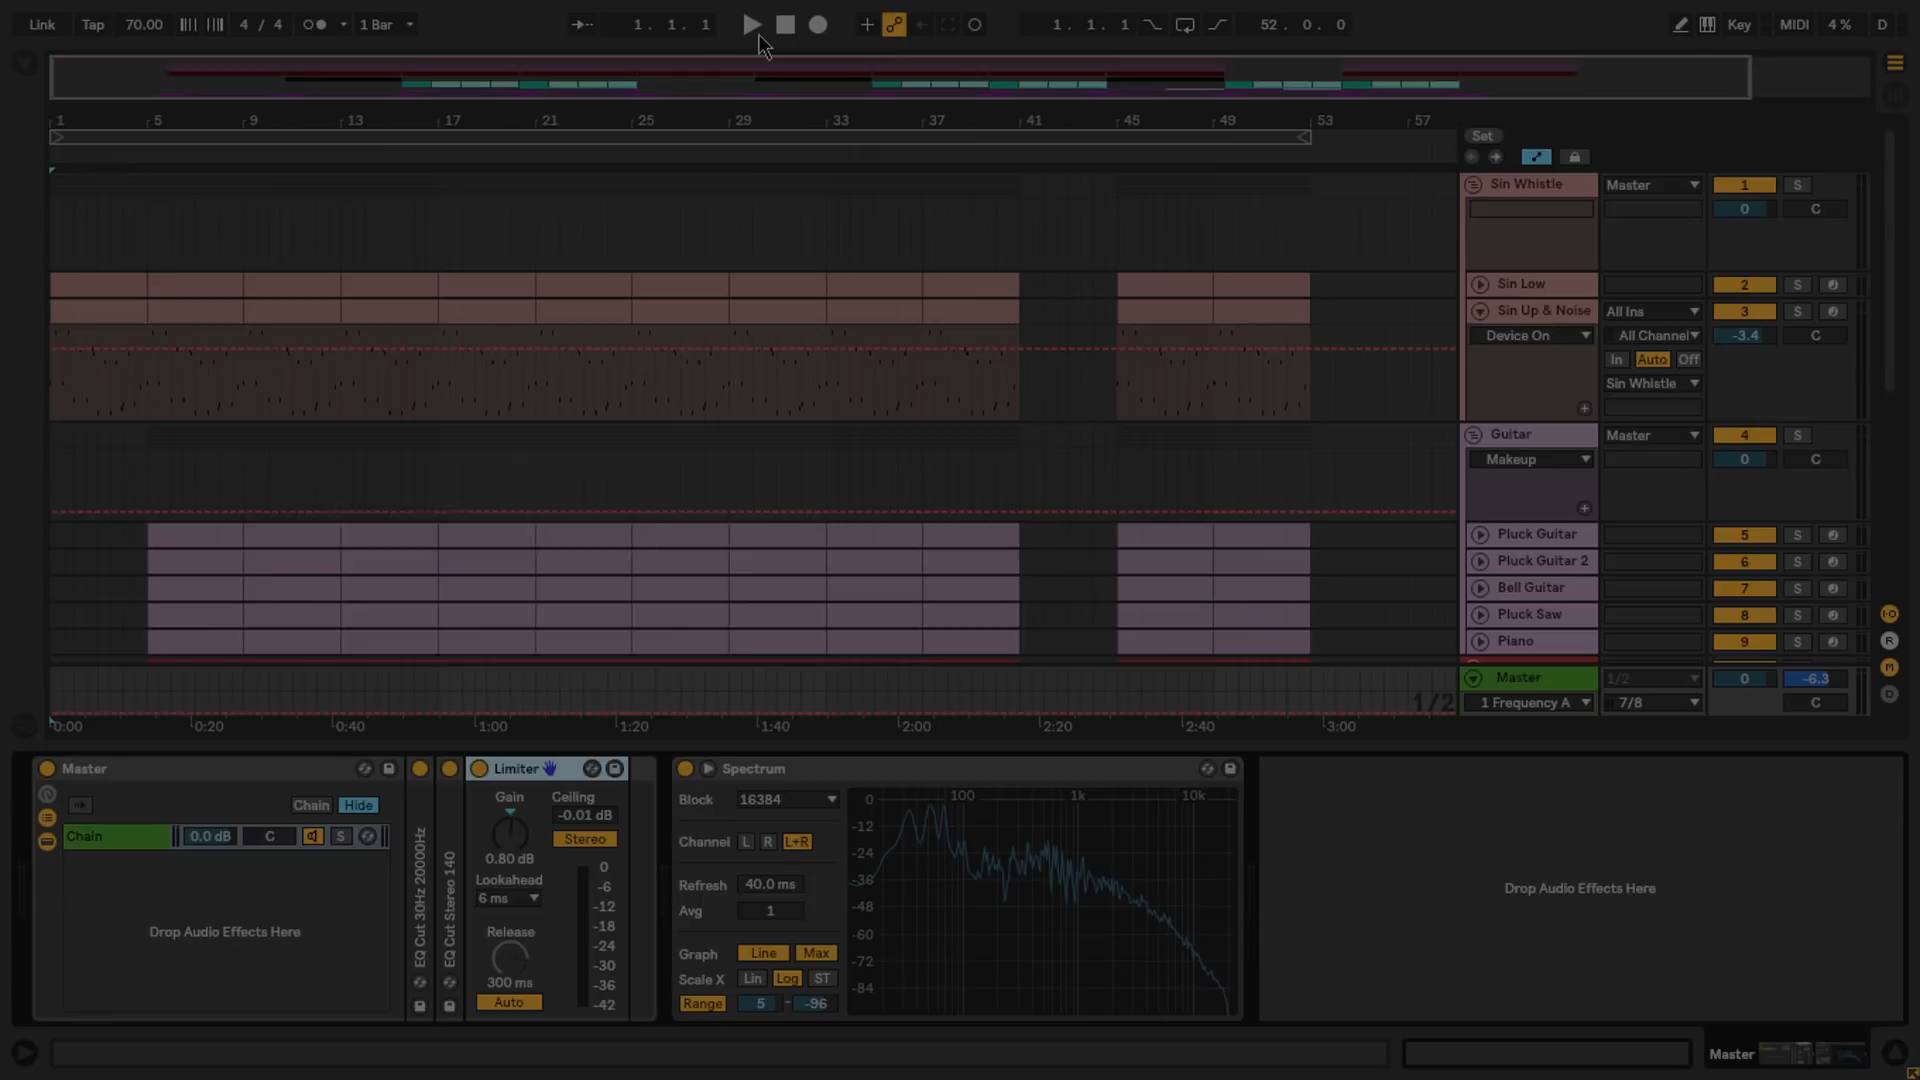 Link Tap 70.00 4 / 4 1 Bar 1. 1. 1 1. 1. 1 52. 0. 0 Key MIDI 4 % D
1 5 9 13 17 21 25 29 33 37 41 45 49 53 57
Set
Sin Whistle Master 1 S
0 C
Sin Low 2 S
Sin Up & Noise All Ins 3 S
Device On All Channel -3.4 C
In Auto Off
Sin Whistle
Guitar Master 4 S
Makeup 0 C
Pluck Guitar 5 S
Pluck Guitar 2 6 S
Bell Guitar 7 S
Pluck Saw 8 S
Piano 9 S
I·O
R
M
D
Master 1/2 0 -6.3
1/2 1 Frequency A 7/8 C
0:00 0:20 0:40 1:00 1:20 1:40 2:00 2:20 2:40 3:00
Master
Chain Hide
Chain 0.0 dB C S
Drop Audio Effects Here
EQ Cut 30Hz 20000Hz
EQ Cut Stereo 140
Limiter
Gain Ceiling
-0.01 dB
Stereo
0.80 dB
Lookahead
6 ms
Release
300 ms
Auto
0
-6
-12
-18
-24
-30
-36
-42
Spectrum
Block 16384
Channel L R L+R
Refresh 40.0 ms
Avg 1
Graph Line Max
Scale X Lin Log ST
Range 5 - -96
100 1k 10k
0
-12
-24
-36
-48
-60
-72
-84
Drop Audio Effects Here
Master